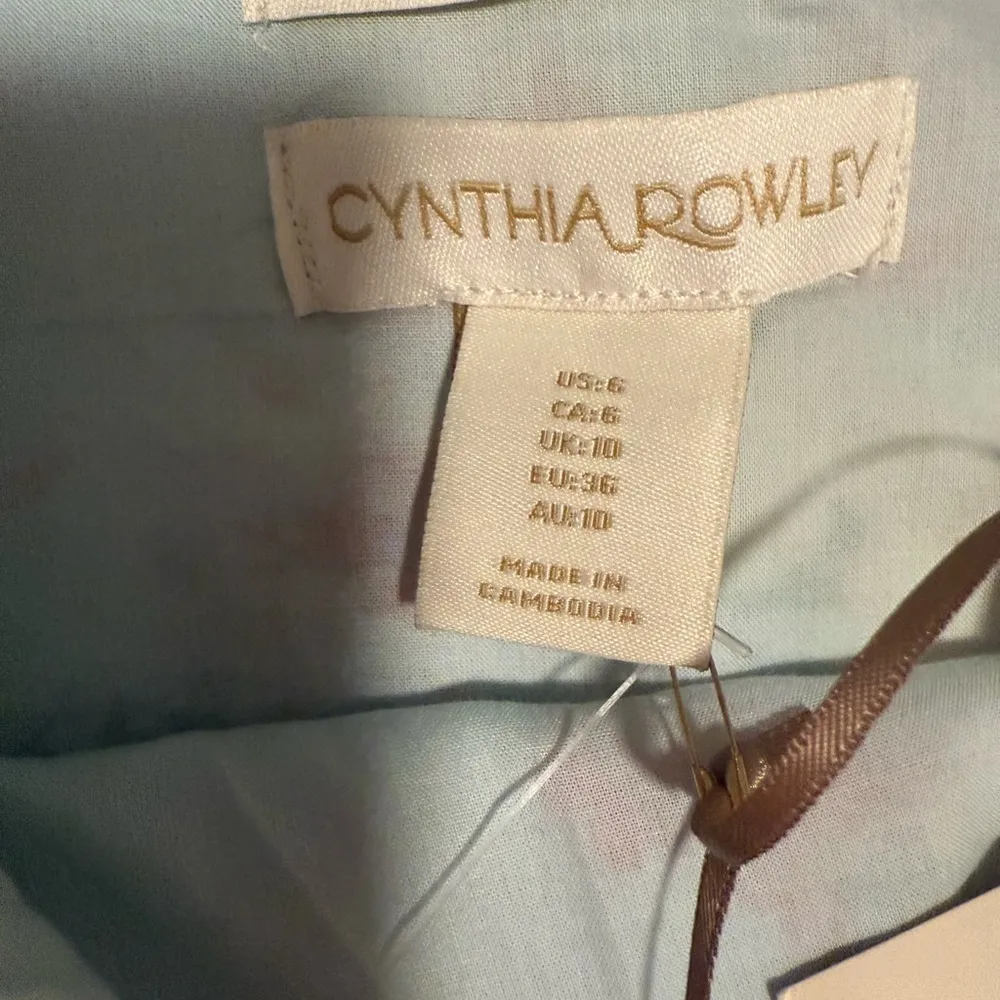 CYNTHIA ROWLEY
US:6
CA:6
UK:10
EU:36
AU:10
MADE IN
CAMBODIA